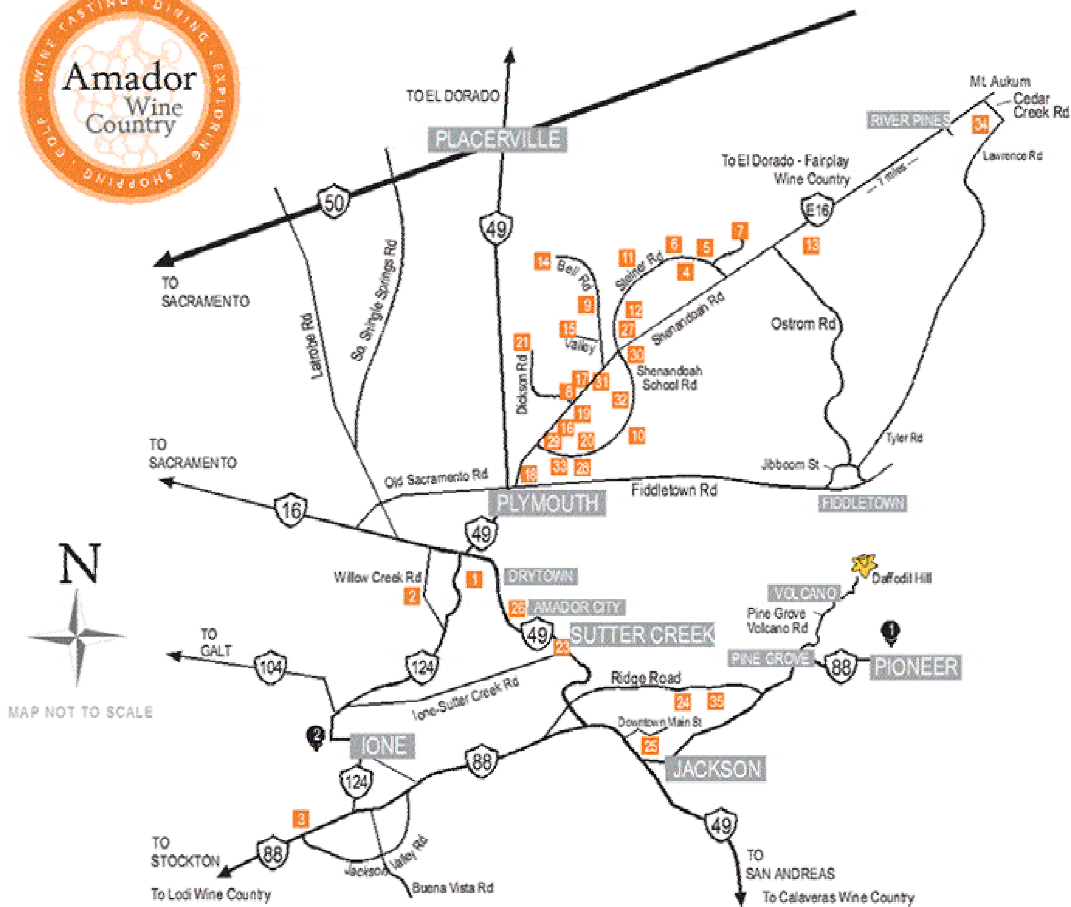 WINE TASTING · DINING · EXPLORING · SHOPPING · GOLF ·
Amador
Wine
Country
TO EL DORADO
PLACERVILLE
Mt. Aukum
Cedar
Creek Rd
RIVER PINES
34
Lawrence Rd
To El Dorado - Fairplay
Wine Country
7 miles
E16
50
49
TO
SACRAMENTO
So. Shingle Springs Rd
Latrobe Rd
14
Bell Rd
11
Steiner Rd
6
5
7
4
13
9
12
15
Valley
27
Shenandoah Rd
Ostrom Rd
21
Dickson Rd
30
Shenandoah
School Rd
17
31
8
32
19
18
29
20
10
33
28
18
TO
SACRAMENTO
Old Sacramento Rd
16
PLYMOUTH
Fiddletown Rd
Jibboom St
Tyler Rd
FIDDLETOWN
49
N
MAP NOT TO SCALE
Willow Creek Rd
2
1
DRYTOWN
26
AMADOR CITY
49
SUTTER CREEK
23
Daffodil Hill
VOLCANO
Pine Grove
Volcano Rd
1
PINE GROVE
88
PIONEER
TO
GALT
104
124
Ione-Sutter Creek Rd
Ridge Road
24
35
Downtown Main St
25
JACKSON
2
IONE
124
88
3
49
TO
STOCKTON
88
To Lodi Wine Country
Jackson Valley Rd
Buena Vista Rd
TO
SAN ANDREAS
To Calaveras Wine Country